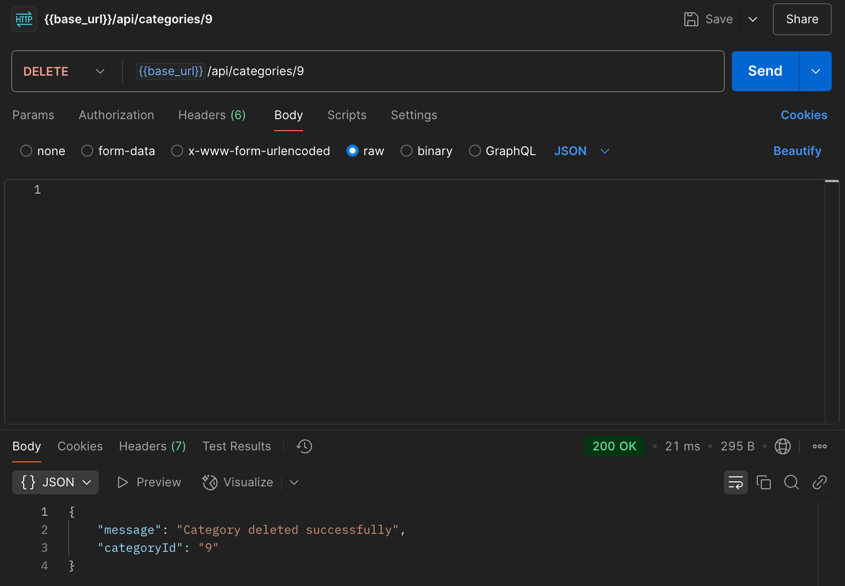 HTTP {{base_url}}/api/categories/9 Save Share
DELETE {{base_url}} /api/categories/9 Send
Params Authorization Headers (6) Body Scripts Settings Cookies
none form-data x-www-form-urlencoded raw binary GraphQL JSON Beautify
1
Body Cookies Headers (7) Test Results 200 OK 21 ms 295 B
{} JSON Preview Visualize
1 {
2 "message": "Category deleted successfully",
3 "categoryId": "9"
4 }